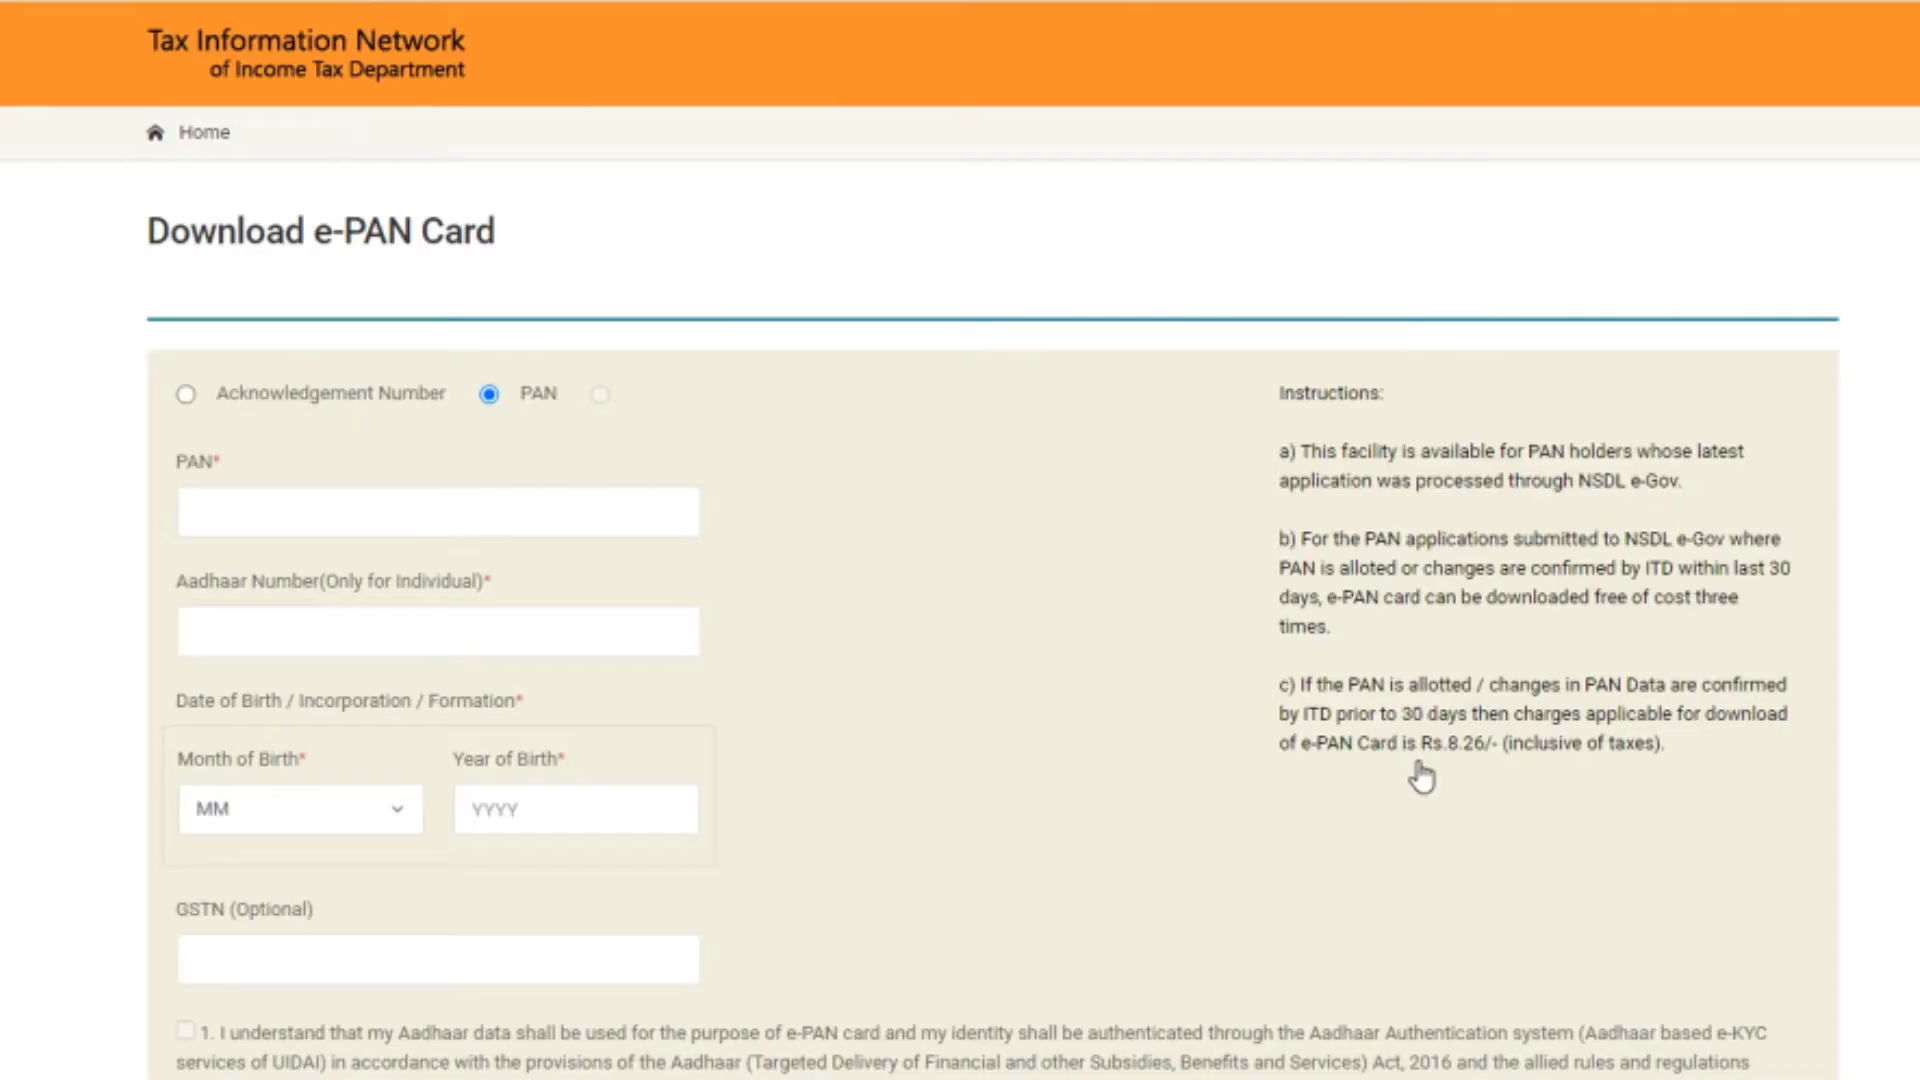 Tax Information Network
of Income Tax Department
Home
Download e-PAN Card
Acknowledgement Number
PAN
PAN*
Aadhaar Number(Only for Individual)*
Date of Birth / Incorporation / Formation*
Month of Birth*
Year of Birth*
MM
YYYY
GSTN (Optional)
Instructions:
a) This facility is available for PAN holders whose latest
application was processed through NSDL e-Gov.
b) For the PAN applications submitted to NSDL e-Gov where
PAN is alloted or changes are confirmed by ITD within last 30
days, e-PAN card can be downloaded free of cost three
times.
c) If the PAN is allotted / changes in PAN Data are confirmed
by ITD prior to 30 days then charges applicable for download
of e-PAN Card is Rs.8.26/- (inclusive of taxes).
1. I understand that my Aadhaar data shall be used for the purpose of e-PAN card and my identity shall be authenticated through the Aadhaar Authentication system (Aadhaar based e-KYC
services of UIDAI) in accordance with the provisions of the Aadhaar (Targeted Delivery of Financial and other Subsidies, Benefits and Services) Act, 2016 and the allied rules and regulations